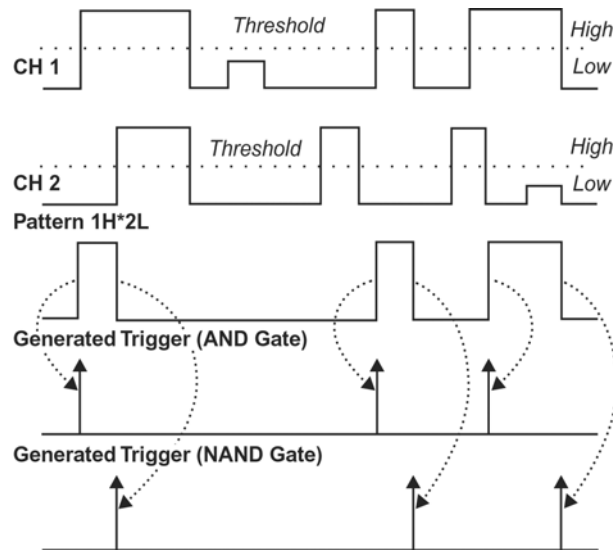 Threshold
High
CH 1
Low
Threshold
High
CH 2
Low
Pattern 1H*2L
Generated Trigger (AND Gate)
Generated Trigger (NAND Gate)